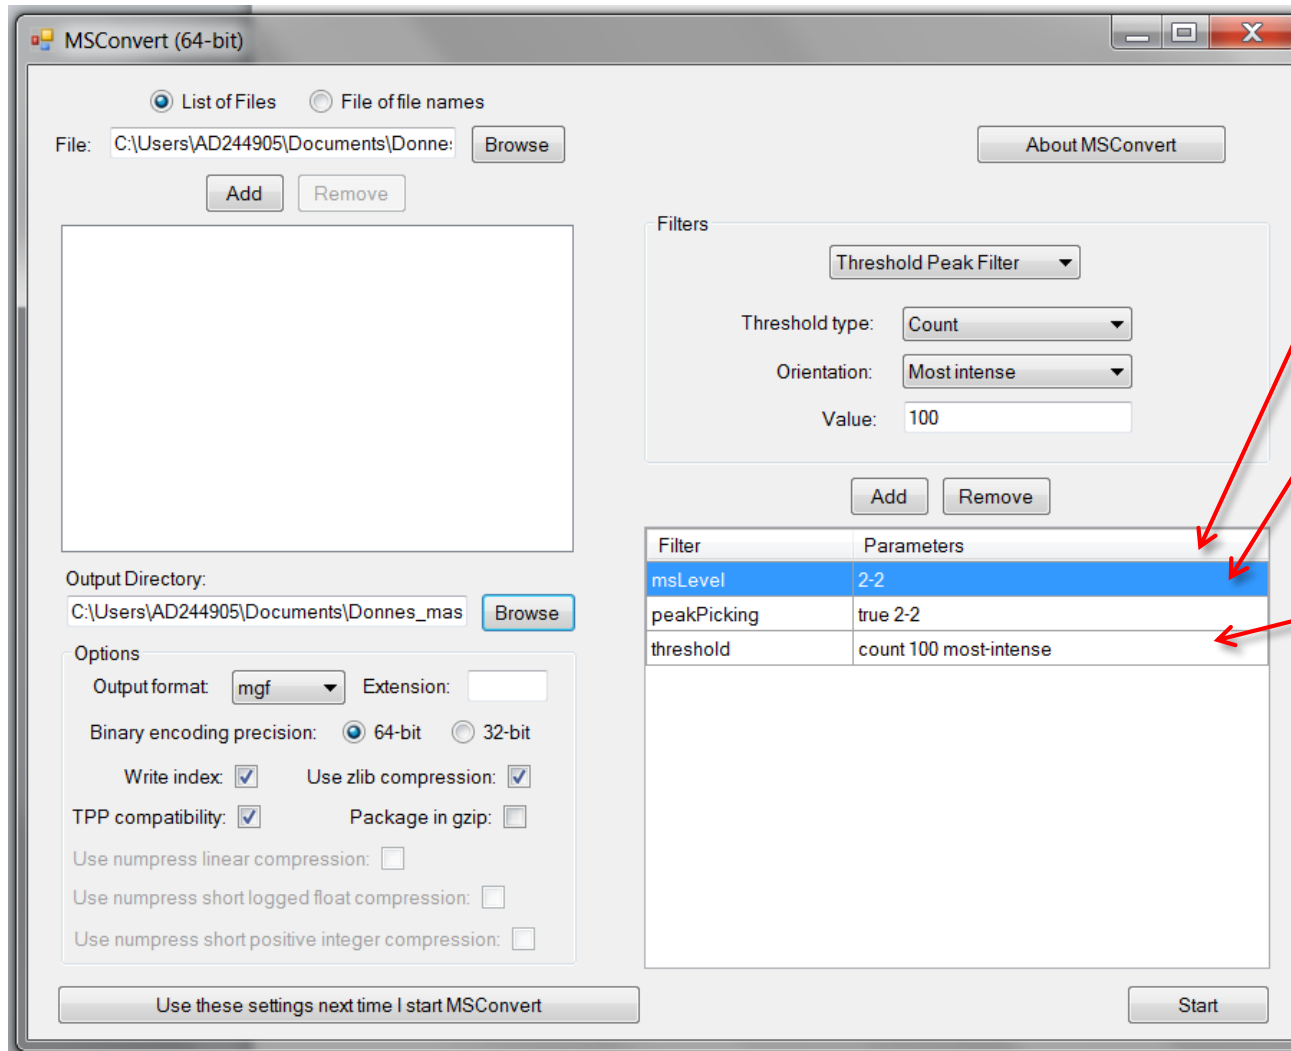 MSConvert (64-bit)
List of Files File of file names
File: C:\Users\AD244905\Documents\Donne: Browse
About MSConvert
Add Remove
Filters
Threshold Peak Filter
Threshold type: Count
Orientation: Most intense
Value: 100
Add Remove
Filter Parameters
msLevel 2-2
peakPicking true 2-2
threshold count 100 most-intense
Output Directory:
C:\Users\AD244905\Documents\Donnes_mas Browse
Options
Output format: mgf Extension:
Binary encoding precision: 64-bit 32-bit
Write index: Use zlib compression:
TPP compatibility: Package in gzip:
Use numpress linear compression:
Use numpress short logged float compression:
Use numpress short positive integer compression:
Use these settings next time I start MSConvert
Start